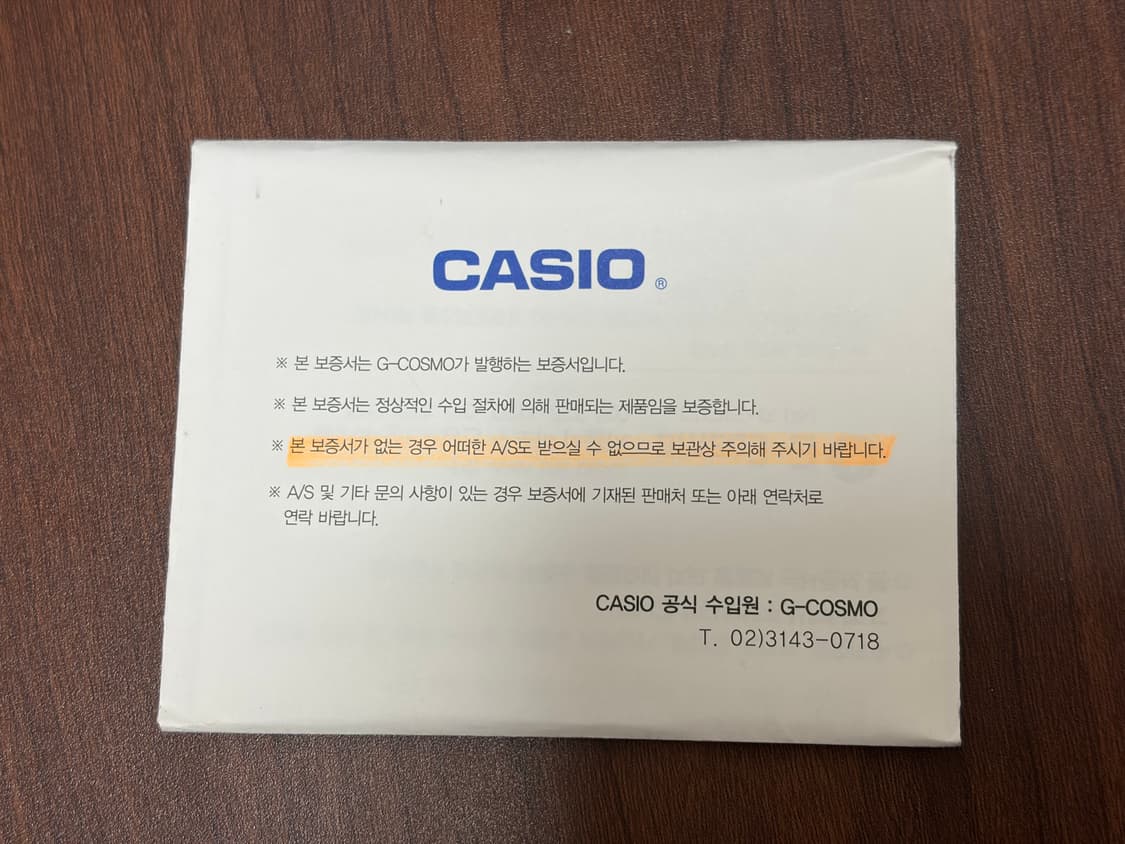 CASIO®
※ 본 보증서는 G-COSMO가 발행하는 보증서입니다.
※ 본 보증서는 정상적인 수입 절차에 의해 판매되는 제품임을 보증합니다.
※ 본 보증서가 없는 경우 어떠한 A/S도 받으실 수 없으므로 보관상 주의해 주시기 바랍니다.
※ A/S 및 기타 문의 사항이 있는 경우 보증서에 기재된 판매처 또는 아래 연락처로
연락 바랍니다.
CASIO 공식 수입원 : G-COSMO
T. 02)3143-0718